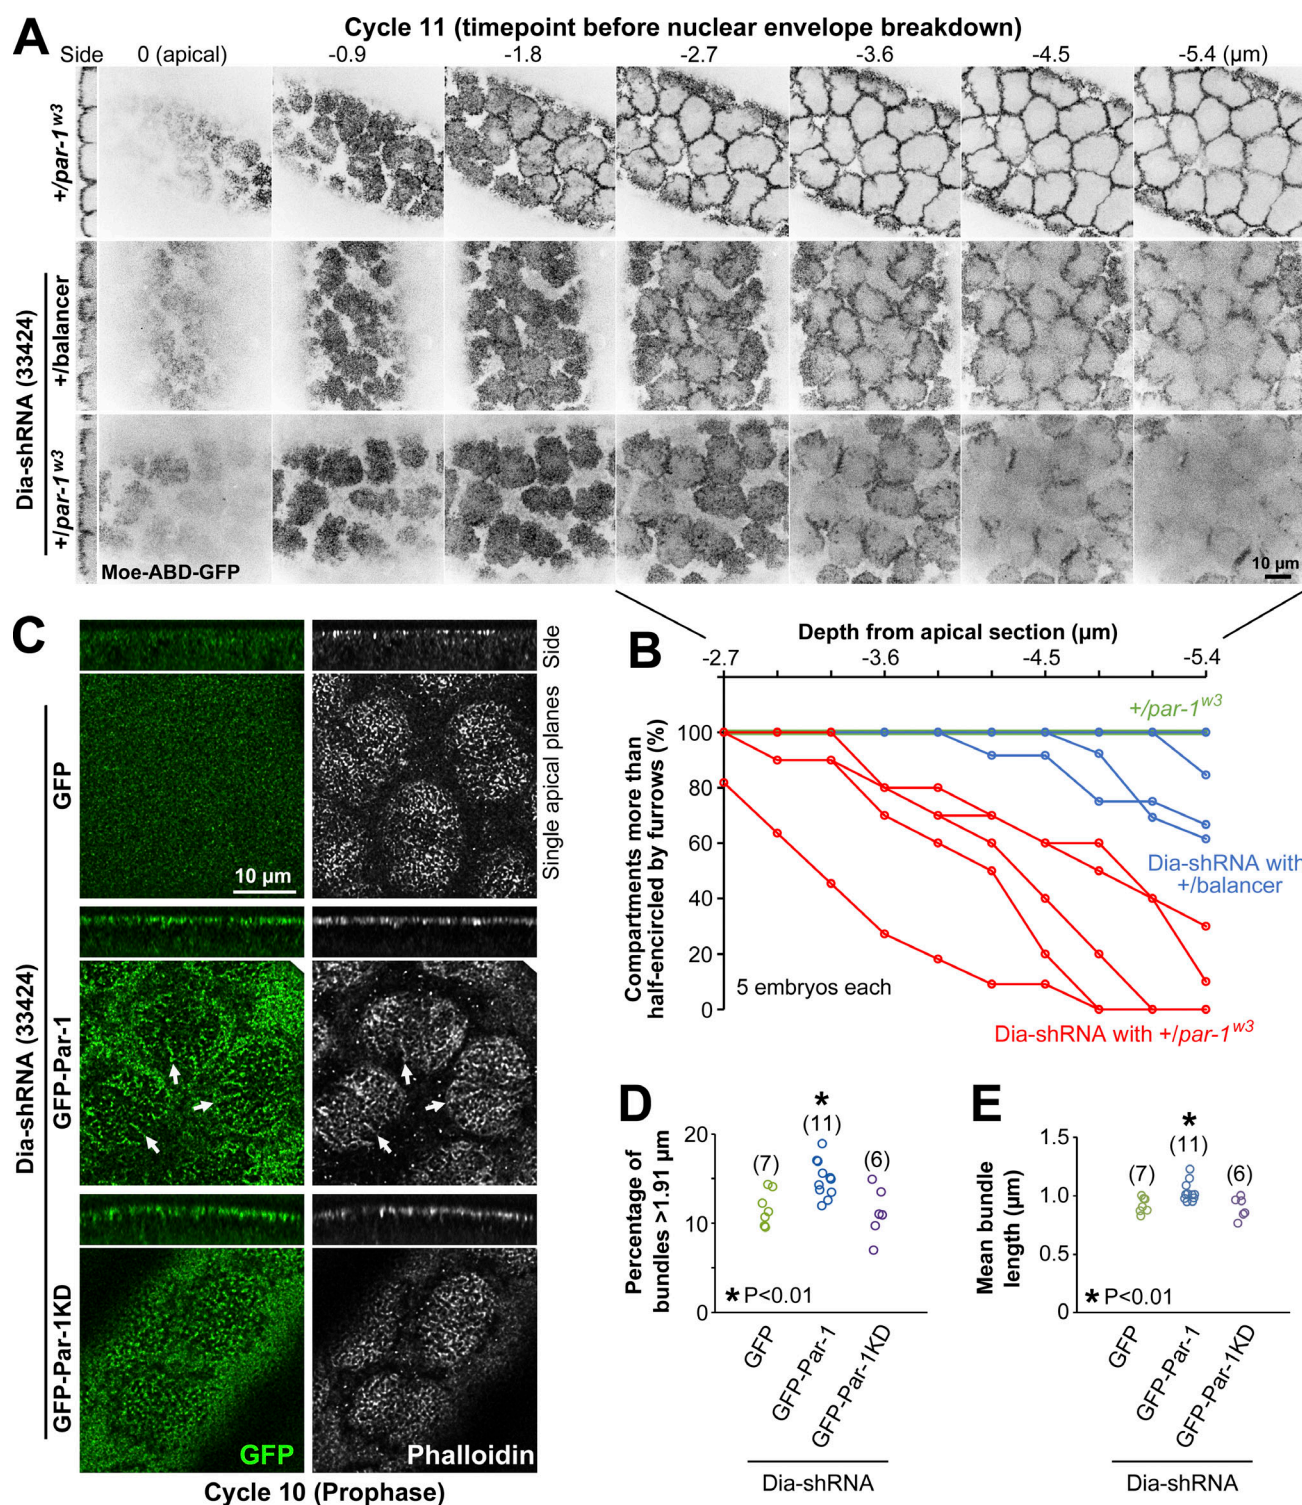 A
Cycle 11 (timepoint before nuclear envelope breakdown)
Side 0 (apical) -0.9 -1.8 -2.7 -3.6 -4.5 -5.4 (µm)
+/par-1w3
Dia-shRNA (33424)
+/balancer
+/par-1w3
Moe-ABD-GFP
10 µm
B
Depth from apical section (µm)
-2.7 -3.6 -4.5 -5.4
Compartments more than
half-encircled by furrows (%)
100
80
60
40
20
0
+/par-1w3
Dia-shRNA with
+/balancer
5 embryos each
Dia-shRNA with +/par-1w3
C
Side
Single apical planes
GFP
10 µm
Dia-shRNA (33424)
GFP-Par-1
GFP-Par-1KD
GFP
Phalloidin
Cycle 10 (Prophase)
D
Percentage of
bundles >1.91 µm
20
10
0
*
(7) (11) (6)
* P<0.01
GFP
GFP-Par-1
GFP-Par-1KD
Dia-shRNA
E
Mean bundle
length (µm)
1.5
1.0
0.5
0
*
(7) (11) (6)
* P<0.01
GFP
GFP-Par-1
GFP-Par-1KD
Dia-shRNA